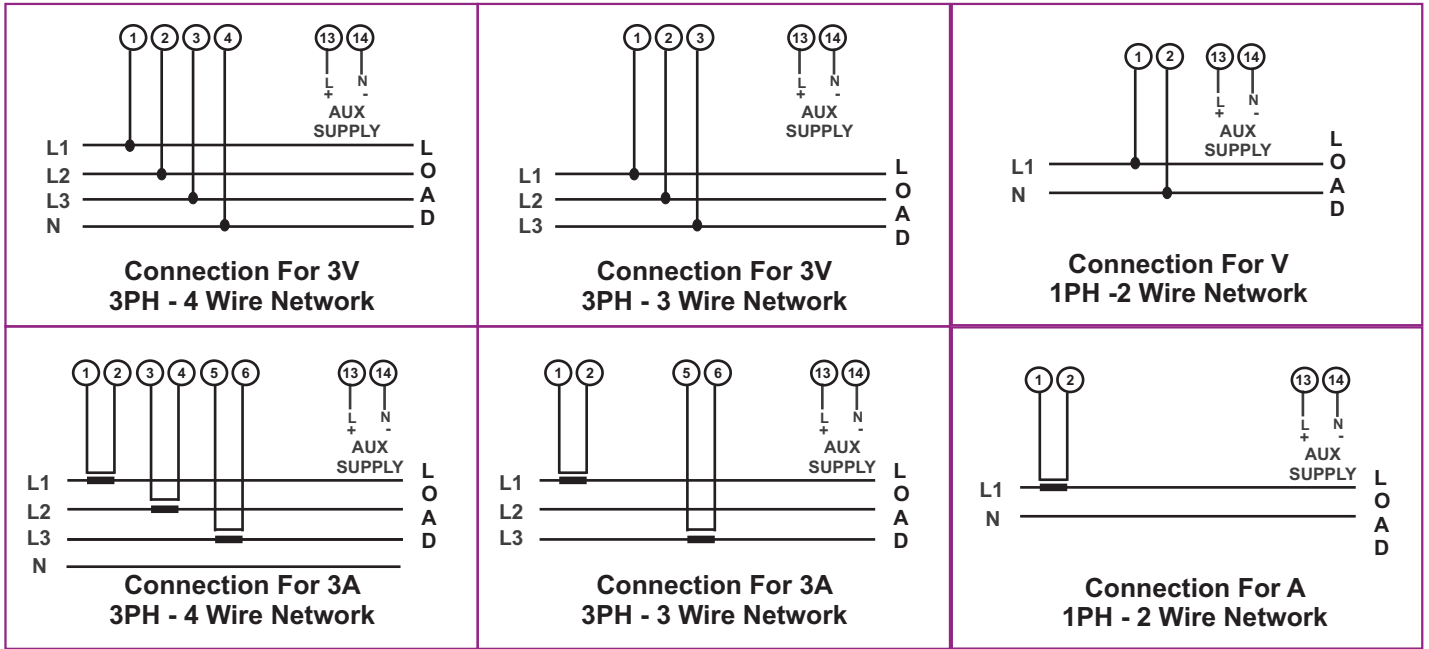 1 2 3 4 13 14
L N
+ -
AUX
SUPPLY
L1
L2
L3
N
L
O
A
D
Connection For 3V
3PH - 4 Wire Network
1 2 3 13 14
L N
+ -
AUX
SUPPLY
L1
L2
L3
L
O
A
D
Connection For 3V
3PH - 3 Wire Network
1 2 13 14
L N
+ -
AUX
SUPPLY
L1
N
L
O
A
D
Connection For V
1PH -2 Wire Network
1 2 3 4 5 6 13 14
L N
+ -
AUX
SUPPLY
L1
L2
L3
N
L
O
A
D
Connection For 3A
3PH - 4 Wire Network
1 2 5 6 13 14
L N
+ -
AUX
SUPPLY
L1
L2
L3
L
O
A
D
Connection For 3A
3PH - 3 Wire Network
1 2 13 14
L N
+ -
AUX
SUPPLY
L1
N
L
O
A
D
Connection For A
1PH - 2 Wire Network